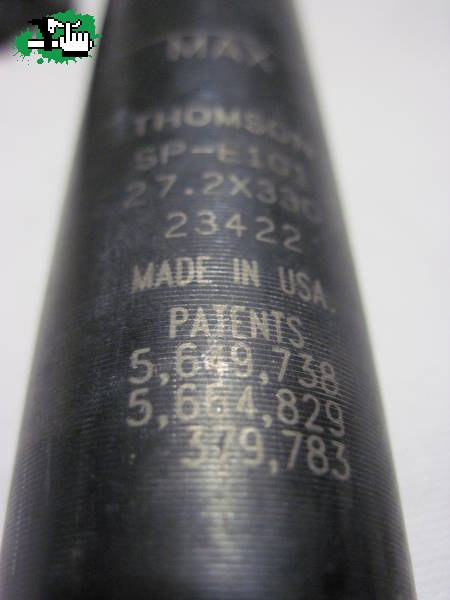 MAX
THOMSON
SP-E101
27.2X330
23422
MADE IN USA.
PATENTS
5,649,738
5,664,829
379,783